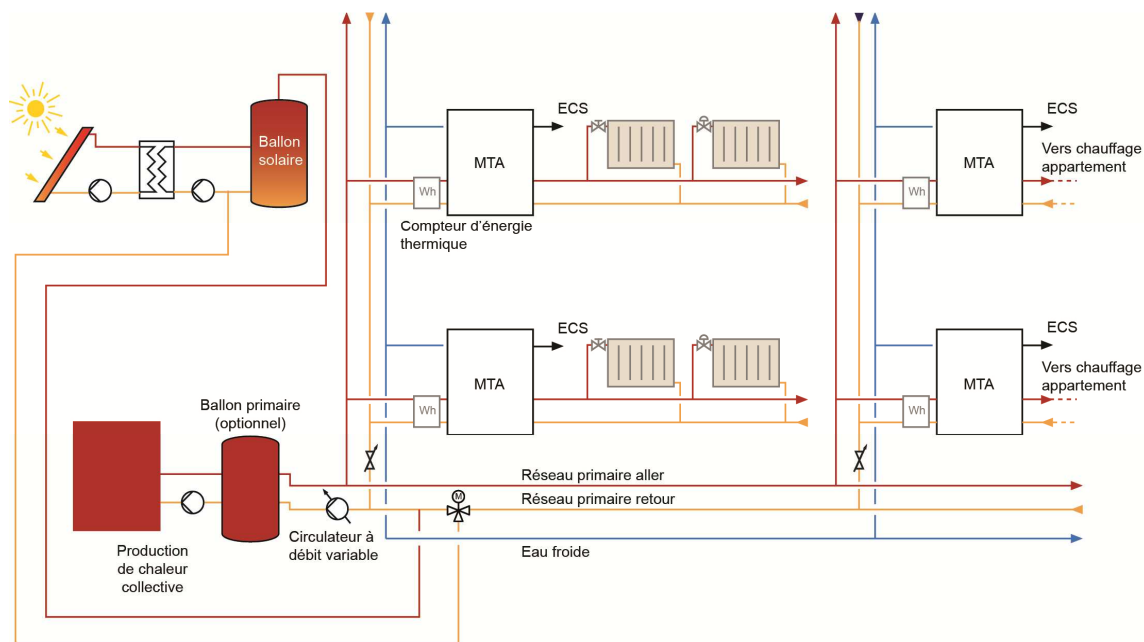 ECS
ECS
Ballon
solaire
MTA
MTA
Vers chauffage
appartement
Wh
Wh
Compteur d'énergie
thermique
ECS
ECS
MTA
MTA
Vers chauffage
appartement
Ballon primaire
(optionnel)
Wh
Wh
Réseau primaire aller
M
Réseau primaire retour
Circulateur à
débit variable
Production
de chaleur
collective
Eau froide